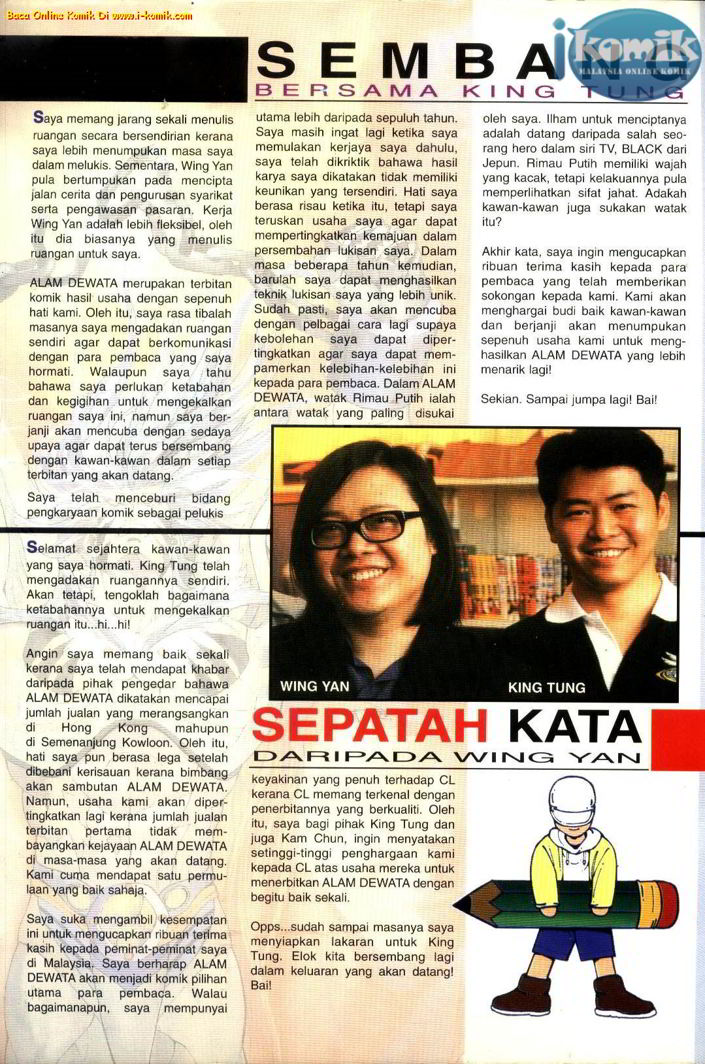 Baca Online Komik Di www.i-komik.com
iKomik
MALAYSIA ONLINE KOMIK
SEMBANG
BERSAMA KING TUNG
Saya memang jarang sekali menulis
ruangan secara bersendirian kerana
saya lebih menumpukan masa saya
dalam melukis. Sementara, Wing Yan
pula bertumpukan pada mencipta
jalan cerita dan pengurusan syarikat
serta pengawasan pasaran. Kerja
Wing Yan adalah lebih fleksibel, oleh
itu dia biasanya yang menulis
ruangan untuk saya.
ALAM DEWATA merupakan terbitan
komik hasil usaha dengan sepenuh
hati kami. Oleh itu, saya rasa tibalah
masanya saya mengadakan ruangan
sendiri agar dapat berkomunikasi
dengan para pembaca yang saya
hormati. Walaupun saya tahu
bahawa saya perlukan ketabahan
dan kegigihan untuk mengekalkan
ruangan saya ini, namun saya ber-
janji akan mencuba dengan sedaya
upaya agar dapat terus bersembang
dengan kawan-kawan dalam setiap
terbitan yang akan datang.
Saya telah menceburi bidang
pengkaryaan komik sebagai pelukis
utama lebih daripada sepuluh tahun.
Saya masih ingat lagi ketika saya
memulakan kerjaya saya dahulu,
saya telah dikriktik bahawa hasil
karya saya dikatakan tidak memiliki
keunikan yang tersendiri. Hati saya
berasa risau ketika itu, tetapi saya
teruskan usaha saya agar dapat
mempertingkatkan kemajuan dalam
persembahan lukisan saya. Dalam
masa beberapa tahun kemudian,
barulah saya dapat menghasilkan
teknik lukisan saya yang lebih unik.
Sudah pasti, saya akan mencuba
dengan pelbagai cara lagi supaya
kebolehan saya dapat diper-
tingkatkan agar saya dapat mem-
pamerkan kelebihan-kelebihan ini
kepada para pembaca. Dalam ALAM
DEWATA, watak Rimau Putih ialah
antara watak yang paling disukai
oleh saya. Ilham untuk menciptanya
adalah datang daripada salah seo-
rang hero dalam siri TV, BLACK dari
Jepun. Rimau Putih memiliki wajah
yang kacak, tetapi kelakuannya pula
memperlihatkan sifat jahat. Adakah
kawan-kawan juga sukakan watak
itu?
Akhir kata, saya ingin mengucapkan
ribuan terima kasih kepada para
pembaca yang telah memberikan
sokongan kepada kami. Kami akan
menghargai budi baik kawan-kawan
dan berjanji akan menumpukan
sepenuh usaha kami untuk meng-
hasilkan ALAM DEWATA yang lebih
menarik lagi!
Sekian. Sampai jumpa lagi! Bai!
WING YAN
KING TUNG
SEPATAH KATA
DARIPADA WING YAN
Selamat sejahtera kawan-kawan
yang saya hormati. King Tung telah
mengadakan ruangannya sendiri.
Akan tetapi, tengoklah bagaimana
ketabahannya untuk mengekalkan
ruangan itu...hi...hi!
Angin saya memang baik sekali
kerana saya telah mendapat khabar
daripada pihak pengedar bahawa
ALAM DEWATA dikatakan mencapai
jumlah jualan yang merangsangkan
di Hong Kong mahupun
di Semenanjung Kowloon. Oleh itu,
hati saya pun berasa lega setelah
dibebani kerisauan kerana bimbang
akan sambutan ALAM DEWATA.
Namun, usaha kami akan diper-
tingkatkan lagi kerana jumlah jualan
terbitan pertama tidak mem-
bayangkan kejayaan ALAM DEWATA
di masa-masa yang akan datang.
Kami cuma mendapat satu permu-
laan yang baik sahaja.
Saya suka mengambil kesempatan
ini untuk mengucapkan ribuan terima
kasih kepada peminat-peminat saya
di Malaysia. Saya berharap ALAM
DEWATA akan menjadi komik pilihan
utama para pembaca. Walau
bagaimanapun, saya mempunyai
keyakinan yang penuh terhadap CL
kerana CL memang terkenal dengan
penerbitannya yang berkualiti. Oleh
itu, saya bagi pihak King Tung dan
juga Kam Chun, ingin menyatakan
setinggi-tinggi penghargaan kami
kepada CL atas usaha mereka untuk
menerbitkan ALAM DEWATA dengan
begitu baik sekali.
Opps...sudah sampai masanya saya
menyiapkan lakaran untuk King
Tung. Elok kita bersembang lagi
dalam keluaran yang akan datang!
Bai!
iKomik